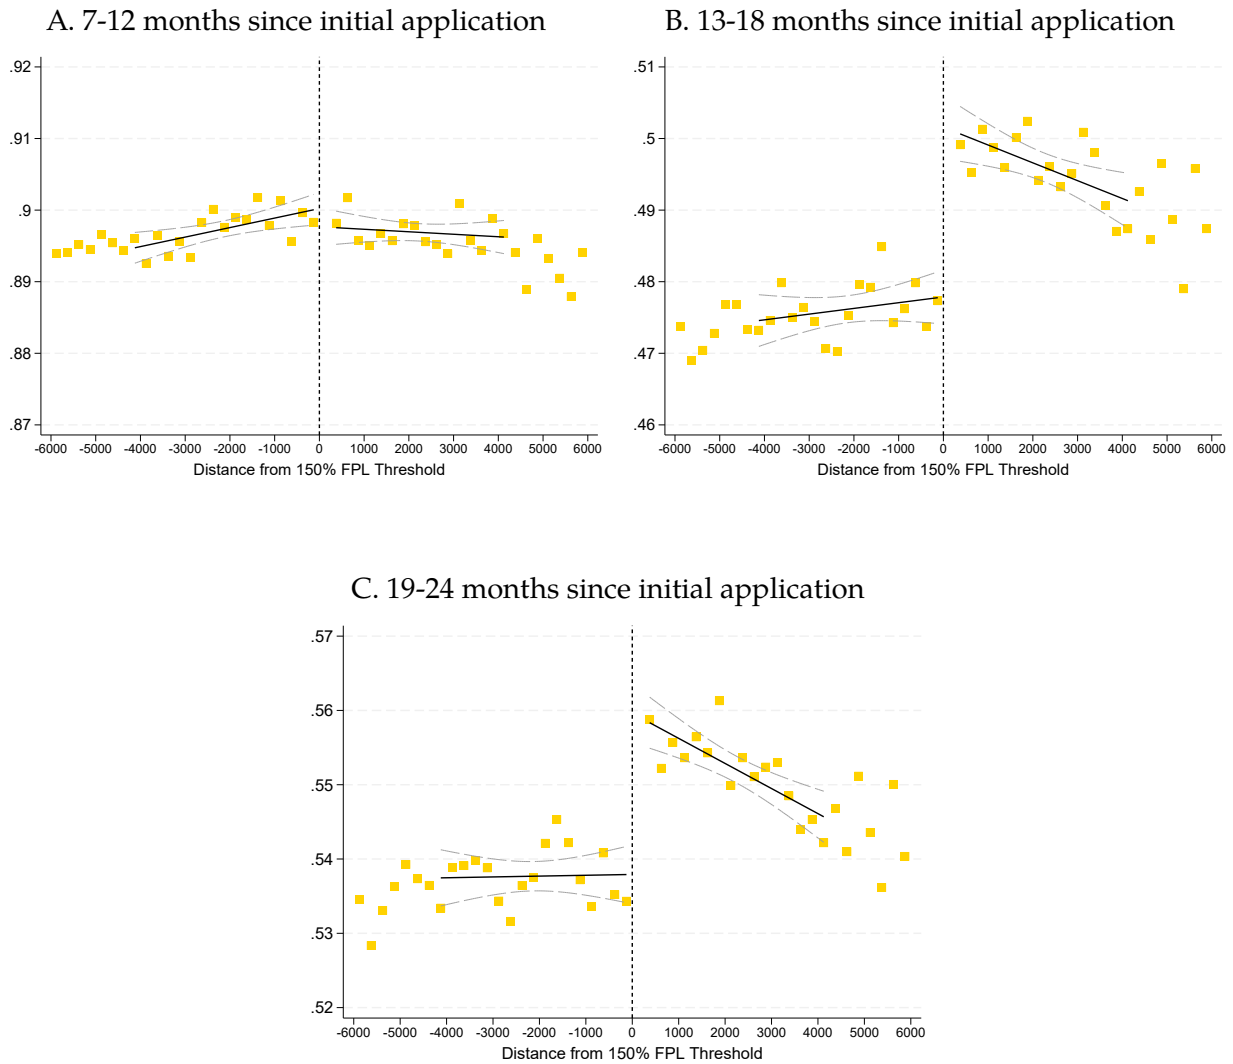 A. 7-12 months since initial application
.92
.91
.9
.89
.88
.87
-6000 -5000 -4000 -3000 -2000 -1000 0 1000 2000 3000 4000 5000 6000
Distance from 150% FPL Threshold
B. 13-18 months since initial application
.51
.5
.49
.48
.47
.46
-6000 -5000 -4000 -3000 -2000 -1000 0 1000 2000 3000 4000 5000 6000
Distance from 150% FPL Threshold
C. 19-24 months since initial application
.57
.56
.55
.54
.53
.52
-6000 -5000 -4000 -3000 -2000 -1000 0 1000 2000 3000 4000 5000 6000
Distance from 150% FPL Threshold